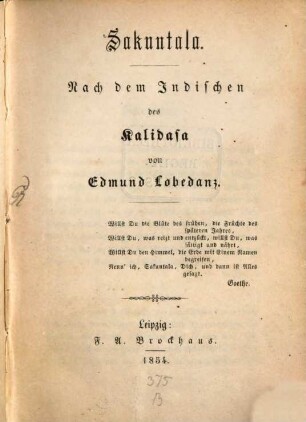 Sakuntala.
Nach dem Indischen
des
Kalidasa
von
Edmund Lobedanz.
Willst Du die Blüte des frühen, die Früchte des
späteren Jahres,
Willst Du, was reizt und entzückt, willst Du, was
sättigt und nährt,
Willst Du den Himmel, die Erde mit Einem Namen
begreifen,
Nenn' ich, Sakuntala, Dich, und dann ist Alles
gesagt.
Goethe.
Leipzig:
F. A. Brockhaus.
1854.
375
B